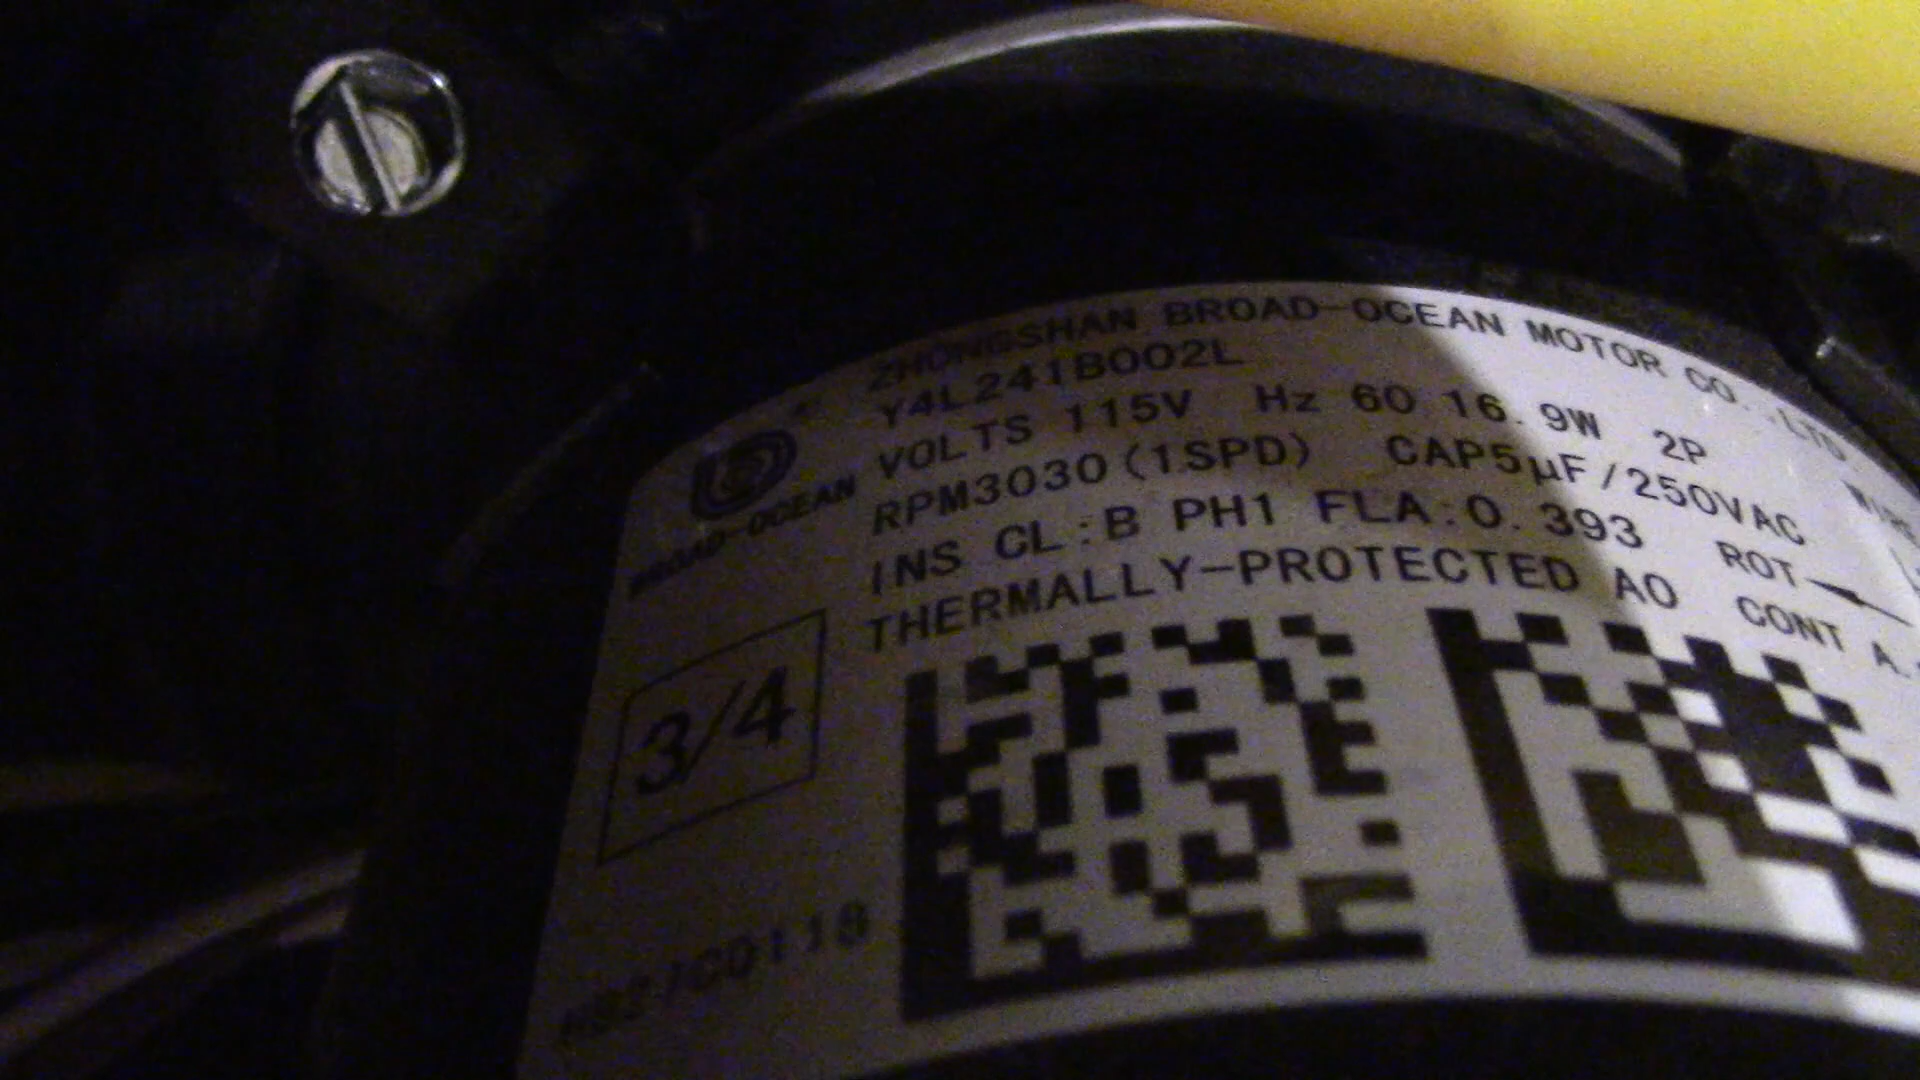 ZHONGSHAN BROAD-OCEAN MOTOR CO., LTD.
Y4L241B002L
VOLTS 115V Hz 60 16.9W 2P
RPM3030(1SPD) CAP5μF/250VAC
INS CL:B PH1 FLA:0.393 ROT
THERMALLY-PROTECTED AO CONT A.
BROAD-OCEAN
3/4